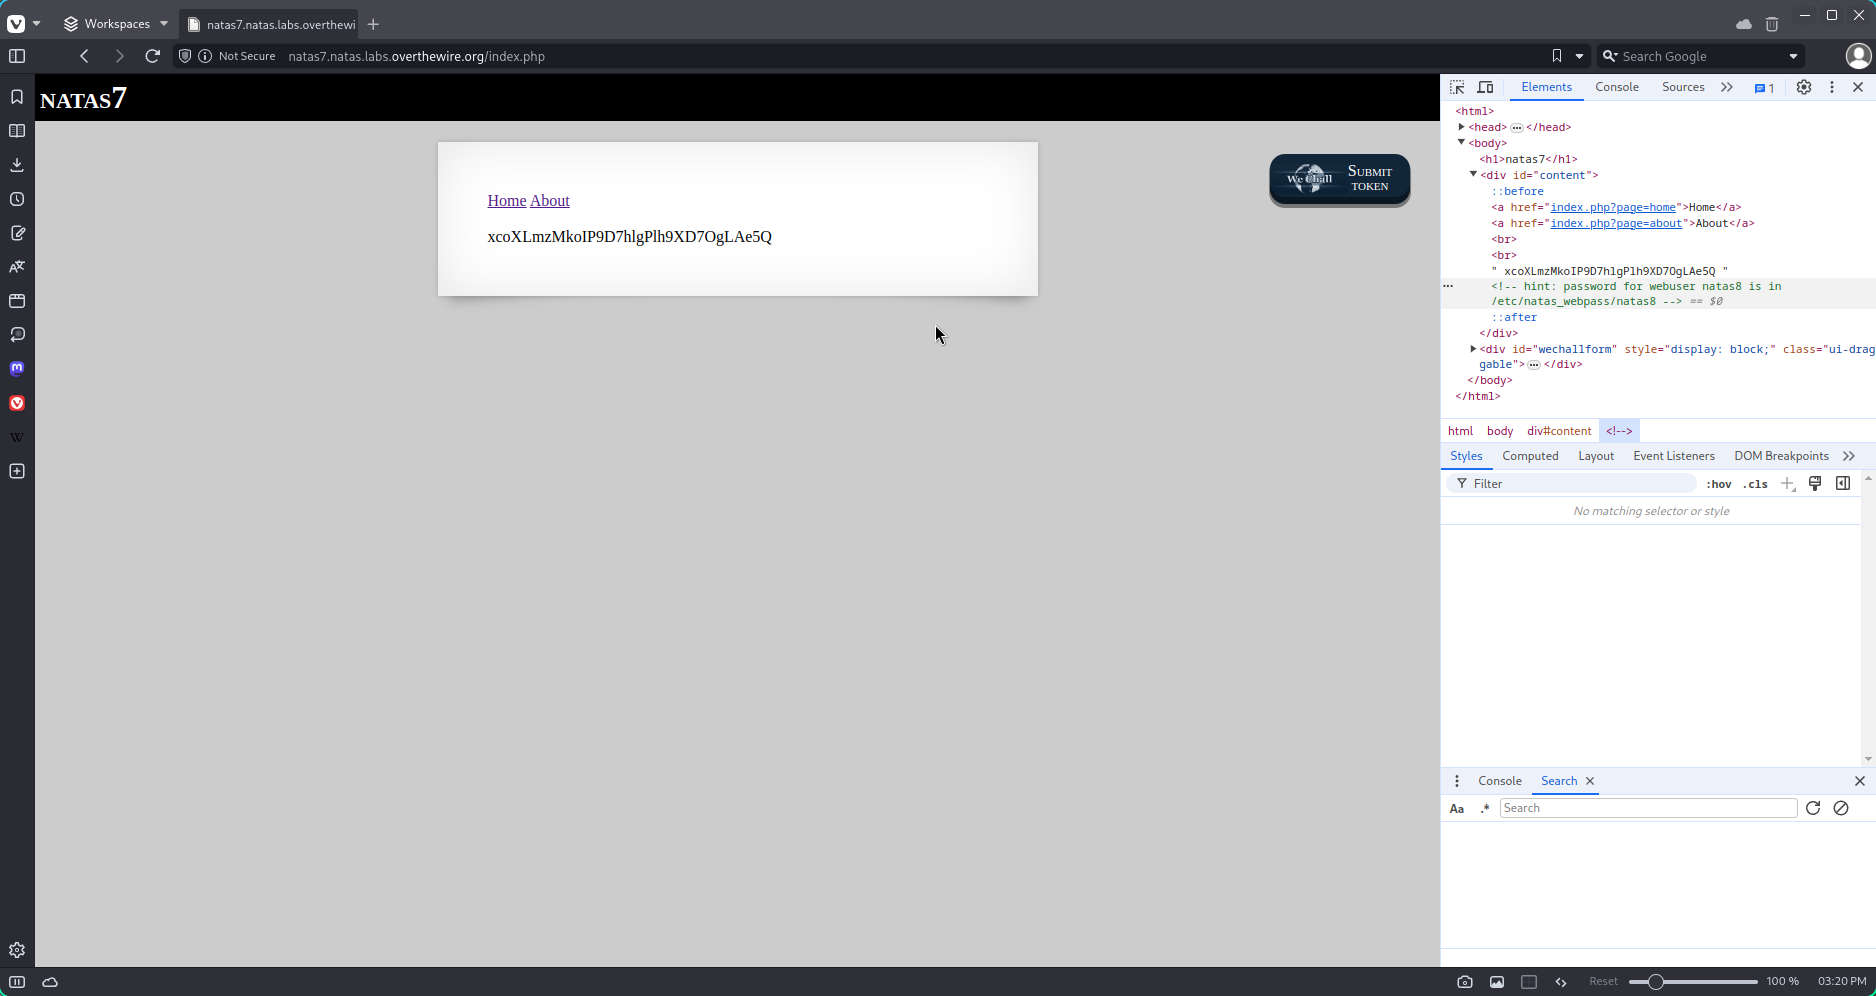 Workspaces
natas7.natas.labs.overthewi
Not Secure
natas7.natas.labs.overthewire.org/index.php
Search Google
NATAS7
Home About
xcoXLmzMkoIP9D7hlgPlh9XD7OgLAe5Q
We Chall
SUBMIT
TOKEN
Elements
Console
Sources
1
<html>
<head> ••• </head>
<body>
<h1>natas7</h1>
<div id="content">
::before
<a href="index.php?page=home">Home</a>
<a href="index.php?page=about">About</a>
<br>
<br>
" xcoXLmzMkoIP9D7hlgPlh9XD7OgLAe5Q "
<!-- hint: password for webuser natas8 is in
/etc/natas_webpass/natas8 --> == $0
::after
</div>
<div id="wechallform" style="display: block;" class="ui-drag
gable"> ••• </div>
</body>
</html>
html
body
div#content
<!-->
Styles
Computed
Layout
Event Listeners
DOM Breakpoints
Filter
:hov
.cls
No matching selector or style
Console
Search
Aa
.*
Search
Reset
100 %
03:20 PM